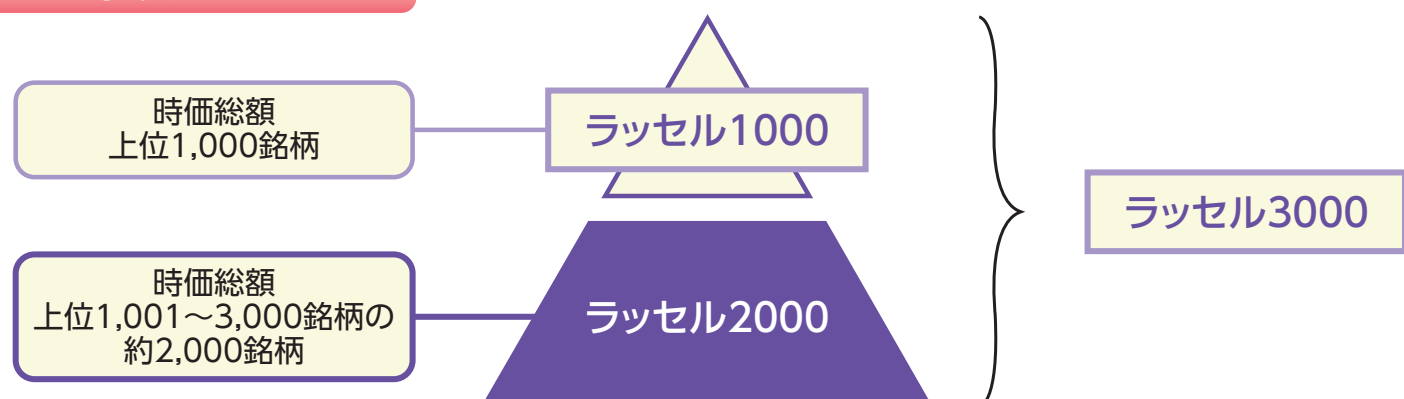 時価総額
上位1,000銘柄
ラッセル1000
ラッセル3000
時価総額
上位1,001～3,000銘柄の
約2,000銘柄
ラッセル2000